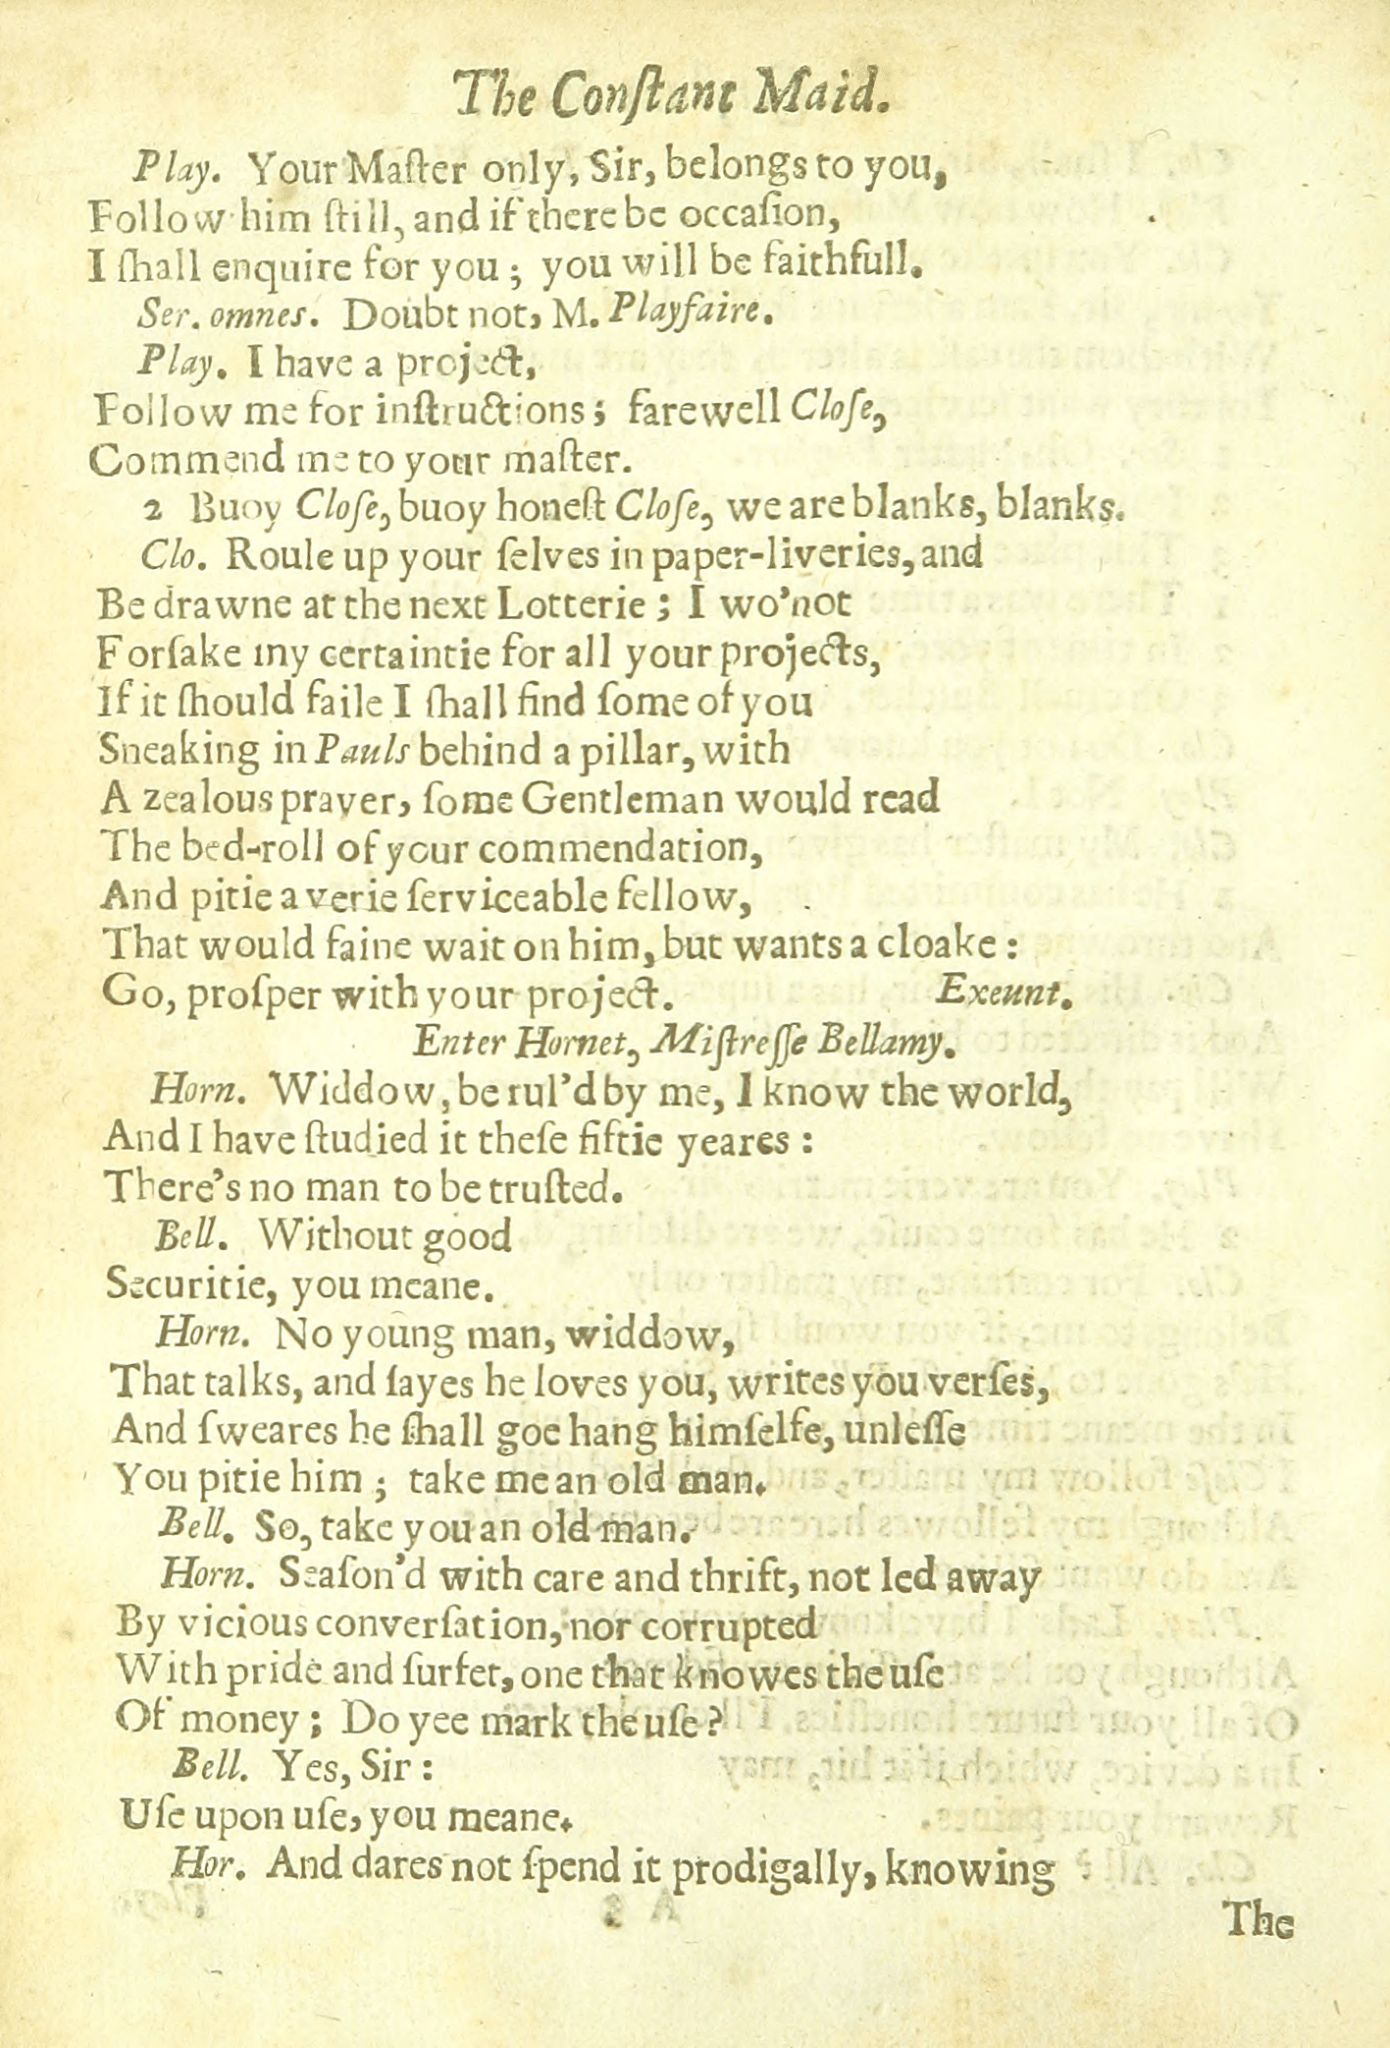 The Conſtant Maid.
Play. Your Maſter only, Sir, belongs to you,
Follow him ſtill, and if there be occaſion,
I ſhall enquire for you; you will be faithfull.
Ser. omnes. Doubt not, M. Playfaire.
Play. I have a project,
Follow me for inſtructions; farewell Cloſe,
Commend me to your maſter.
2 Buoy Cloſe, buoy honeſt Cloſe, we are blanks, blanks.
Clo. Roule up your ſelves in paper-liveries, and
Be drawne at the next Lotterie; I wo'not
Forſake my certaintie for all your projects,
If it ſhould faile I ſhall find ſome of you
Sneaking in Pauls behind a pillar, with
A zealous prayer, ſome Gentleman would read
The bed-roll of your commendation,
And pitie a verie ſerviceable fellow,
That would faine wait on him, but wants a cloake:
Go, proſper with your project. Exeunt.
Enter Hornet, Miſtreſſe Bellamy.
Horn. Widdow, be rul'd by me, I know the world,
And I have ſtudied it theſe fiftie yeares:
There's no man to be truſted.
Bell. Without good
Securitie, you meane.
Horn. No young man, widdow,
That talks, and ſayes he loves you, writes you verſes,
And ſweares he ſhall goe hang himſelfe, unleſſe
You pitie him; take me an old man.
Bell. So, take you an old man.
Horn. Seaſon'd with care and thrift, not led away
By vicious converſation, nor corrupted
With pride and ſurfet, one that knowes the uſe
Of money; Do yee mark the uſe?
Bell. Yes, Sir:
Uſe upon uſe, you meane.
Hor. And dares not ſpend it prodigally, knowing
The